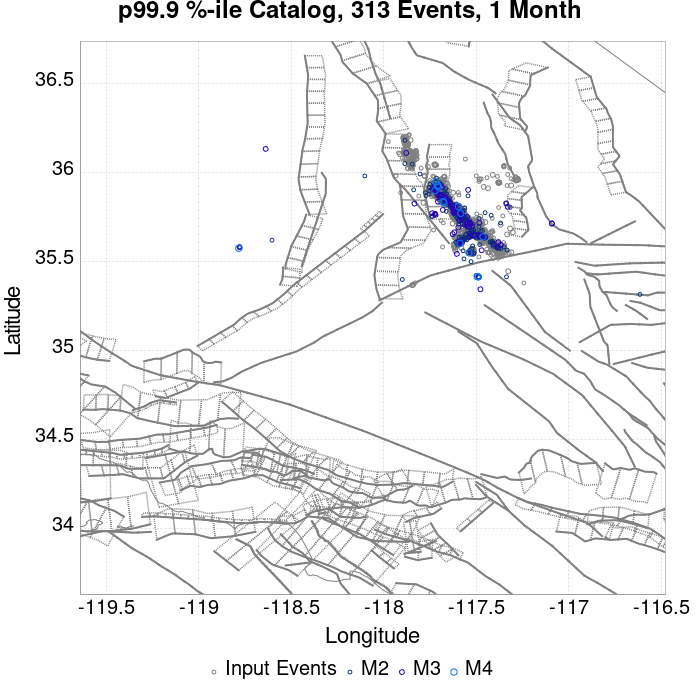 p99.9 %-ile Catalog, 313 Events, 1 Month
36.5
36
35.5
35
34.5
34
Latitude
-119.5 -119 -118.5 -118 -117.5 -117 -116.5
Longitude
Input Events M2 M3 M4